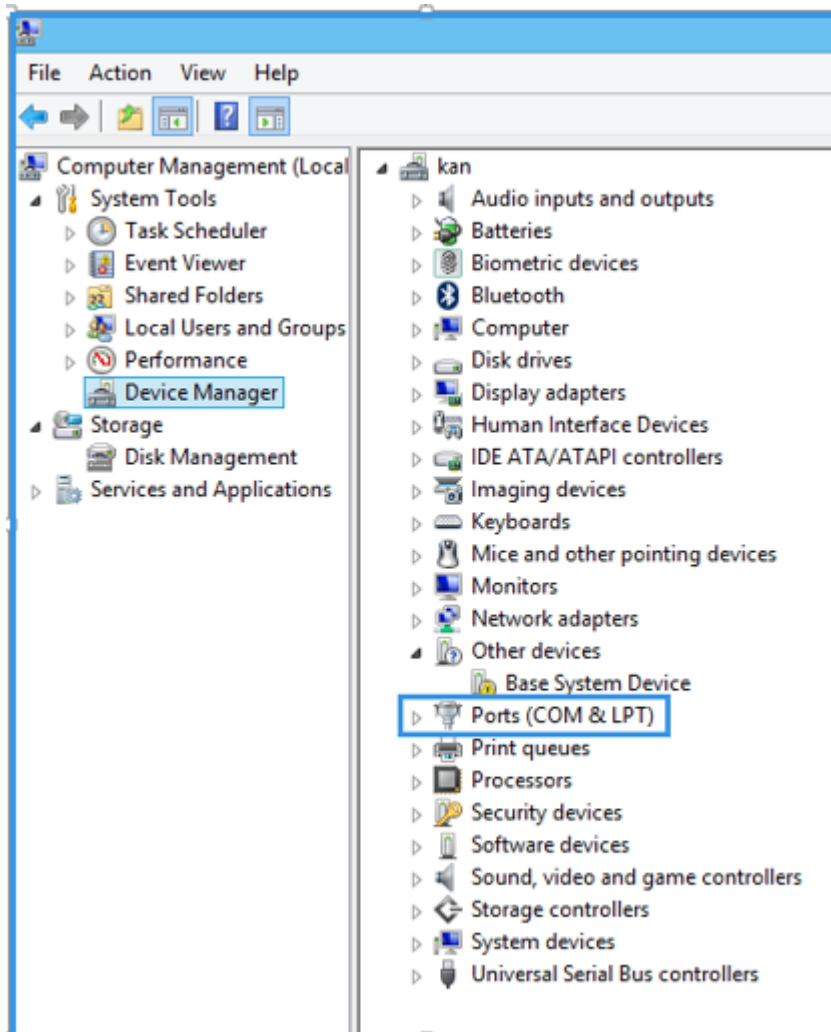 File Action View Help
Computer Management (Local
System Tools
Task Scheduler
Event Viewer
Shared Folders
Local Users and Groups
Performance
Device Manager
Storage
Disk Management
Services and Applications
kan
Audio inputs and outputs
Batteries
Biometric devices
Bluetooth
Computer
Disk drives
Display adapters
Human Interface Devices
IDE ATA/ATAPI controllers
Imaging devices
Keyboards
Mice and other pointing devices
Monitors
Network adapters
Other devices
Base System Device
Ports (COM & LPT)
Print queues
Processors
Security devices
Software devices
Sound, video and game controllers
Storage controllers
System devices
Universal Serial Bus controllers